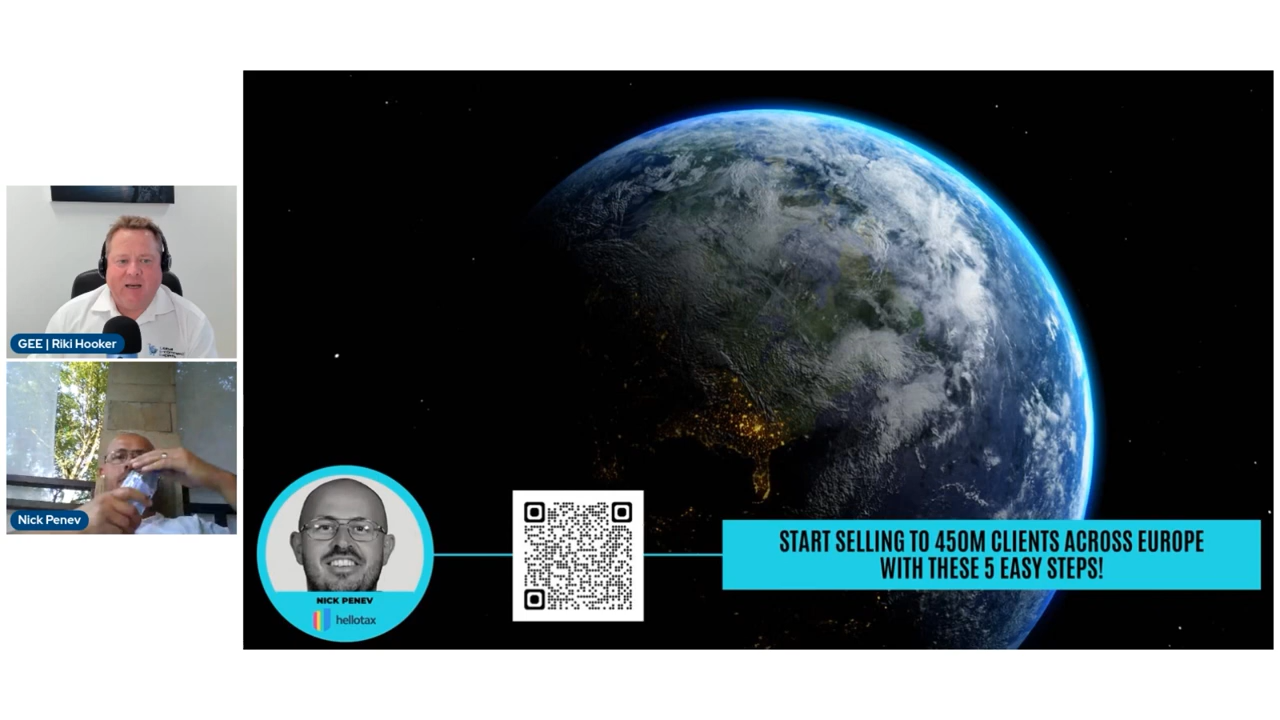 GEE | Riki Hooker
Nick Penev
NICK PENEV
hellotax
START SELLING TO 450M CLIENTS ACROSS EUROPE
WITH THESE 5 EASY STEPS!